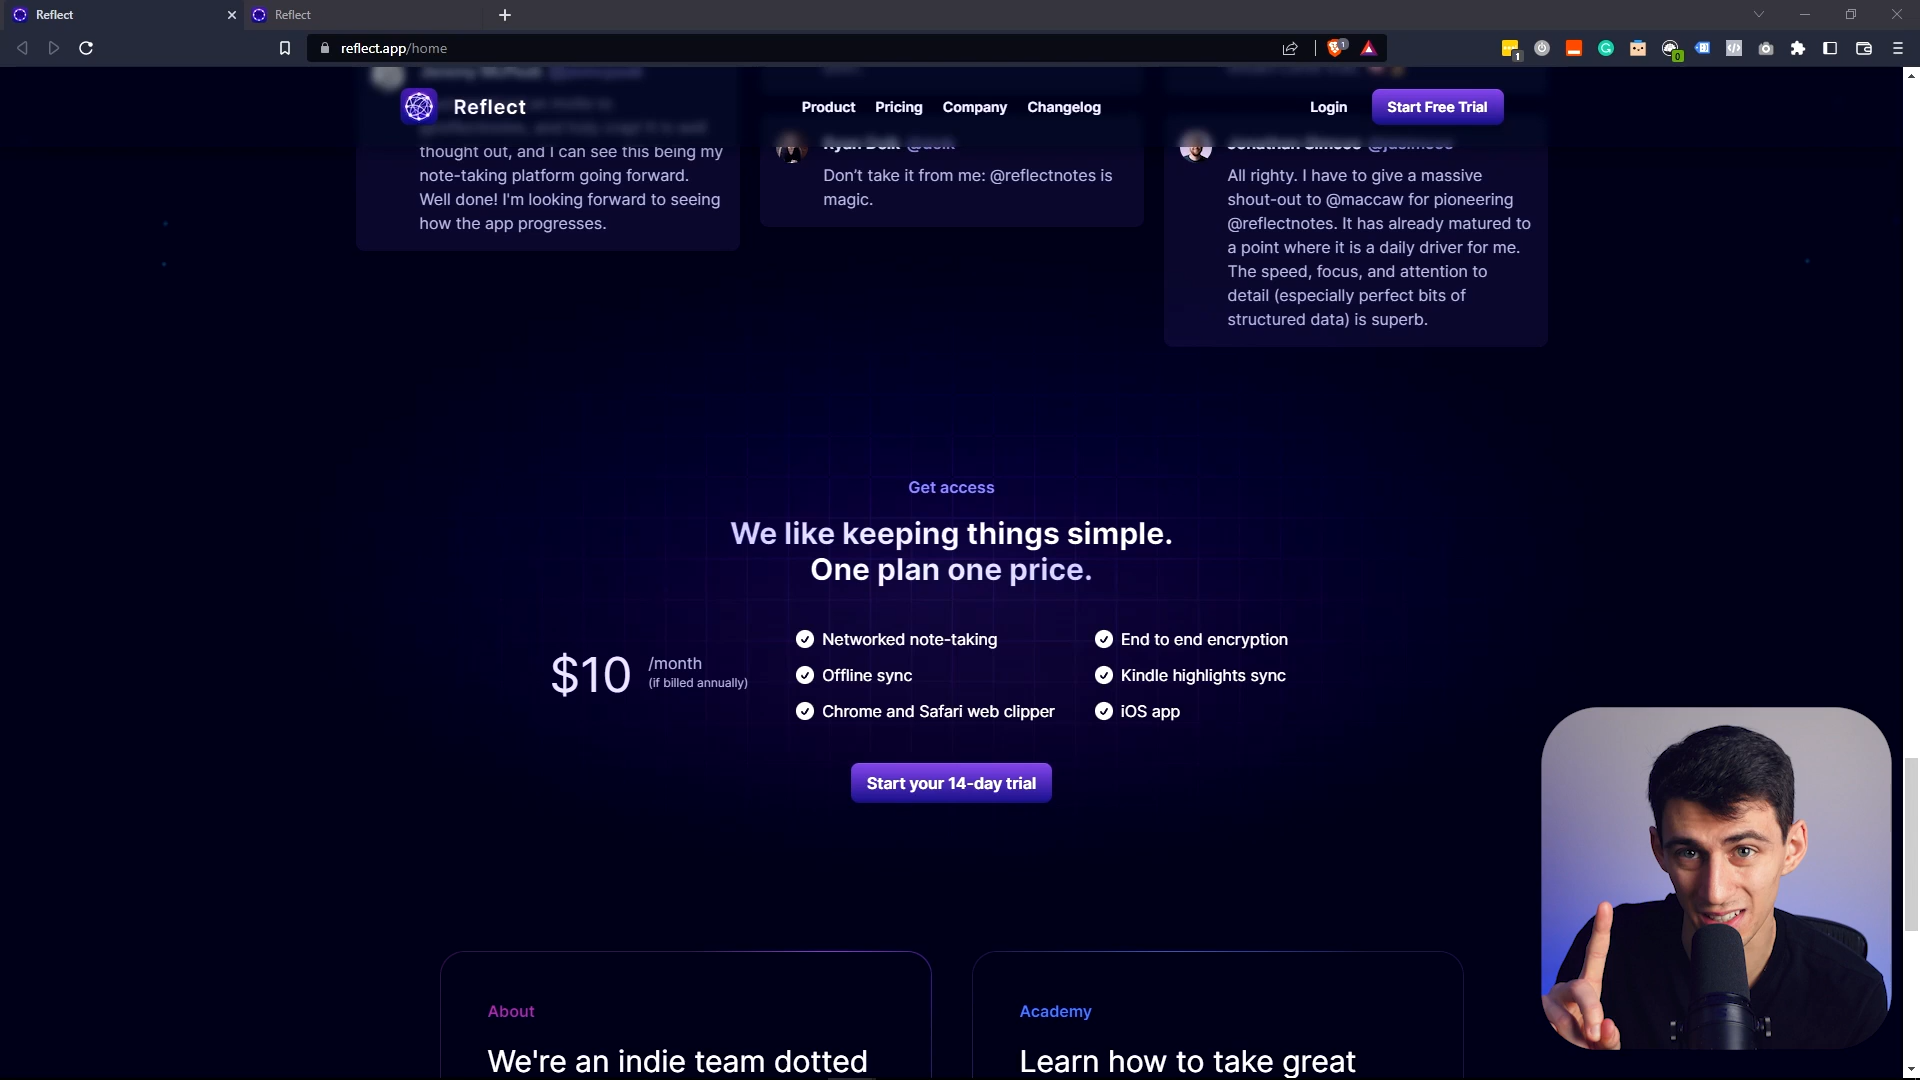 Reflect
Reflect
reflect.app/home
Reflect
Product
Pricing
Company
Changelog
Login
Start Free Trial
thought out, and I can see this being my
note-taking platform going forward.
Well done! I'm looking forward to seeing
how the app progresses.
Don’t take it from me: @reflectnotes is
magic.
All righty. I have to give a massive
shout-out to @maccaw for pioneering
@reflectnotes. It has already matured to
a point where it is a daily driver for me.
The speed, focus, and attention to
detail (especially perfect bits of
structured data) is superb.
Get access
We like keeping things simple.
One plan one price.
$10
/month
(if billed annually)
Networked note-taking
Offline sync
Chrome and Safari web clipper
End to end encryption
Kindle highlights sync
iOS app
Start your 14-day trial
About
We're an indie team dotted
Academy
Learn how to take great